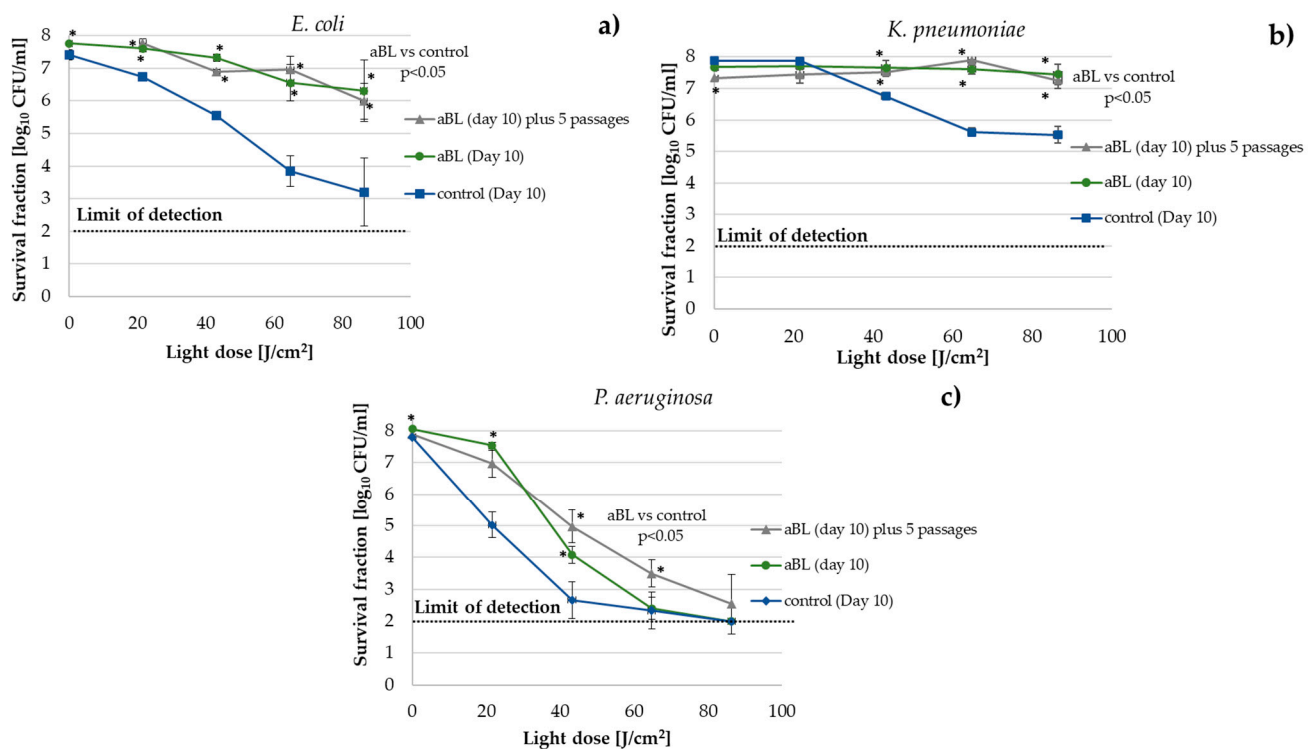 E. coli
a)
Survival fraction [log10 CFU/ml]
9
8
7
6
5
4
3
2
1
0
* * * * * * * * *
aBL vs control
p<0.05
aBL (day 10) plus 5 passages
aBL (Day 10)
control (Day 10)
Limit of detection
0 20 40 60 80 100
Light dose [J/cm2]
K. pneumoniae
b)
Survival fraction [log10 CFU/ml]
8
7
6
5
4
3
2
1
0
* * * * * * *
aBL vs control
p<0.05
aBL (day 10) plus 5 passages
aBL (day 10)
control (Day 10)
Limit of detection
0 20 40 60 80 100
Light dose [J/cm2]
P. aeruginosa
c)
Survival fraction [log10 CFU/ml]
8
7
6
5
4
3
2
1
0
* * * * *
aBL vs control
p<0.05
aBL (day 10) plus 5 passages
aBL (day 10)
control (Day 10)
Limit of detection
0 20 40 60 80
Light dose [J/cm2]